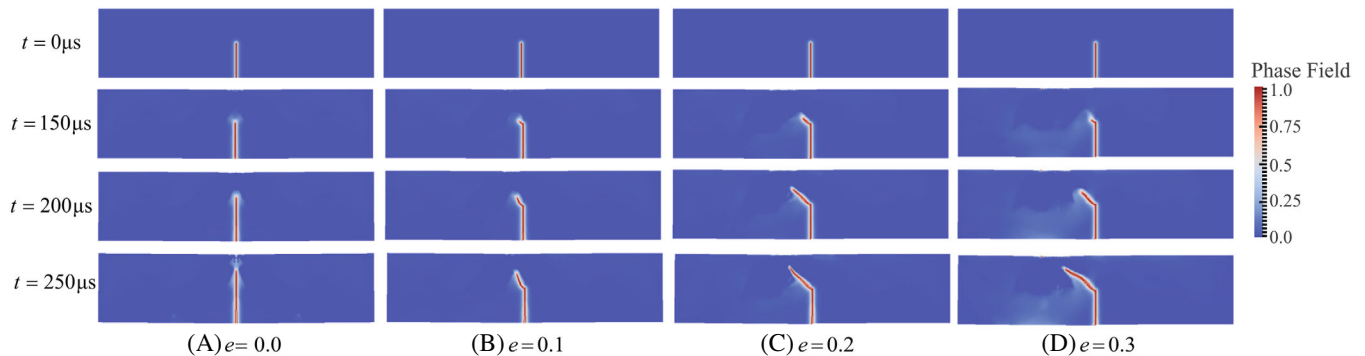 t = 0μs
Phase Field
1.0
t = 150μs
0.75
0.5
t = 200μs
0.25
0.0
t = 250μs
(A) e= 0.0 (B) e=0.1 (C) e=0.2 (D) e=0.3